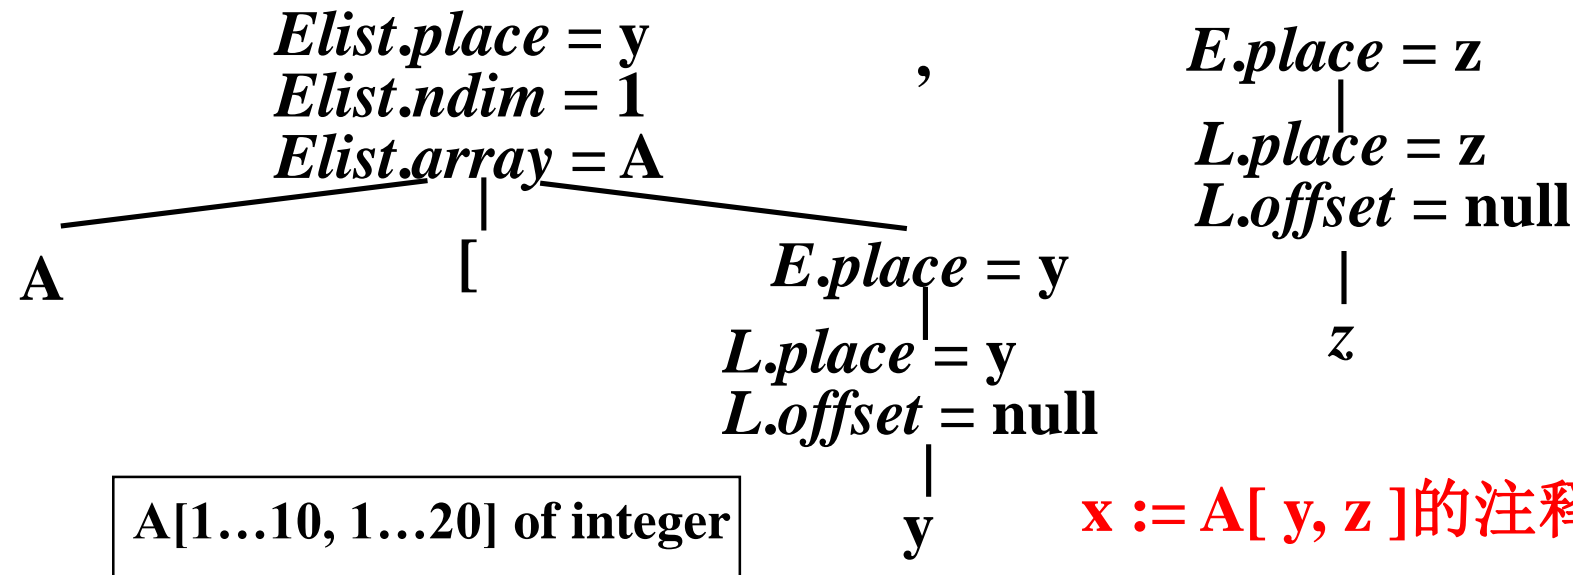 Elist.place = y
Elist.ndim = 1
Elist.array = A
,
E.place = z
L.place = z
L.offset = null
z
A
[
E.place = y
L.place = y
L.offset = null
y
A[1…10, 1…20] of integer
x := A[ y, z ]的注释